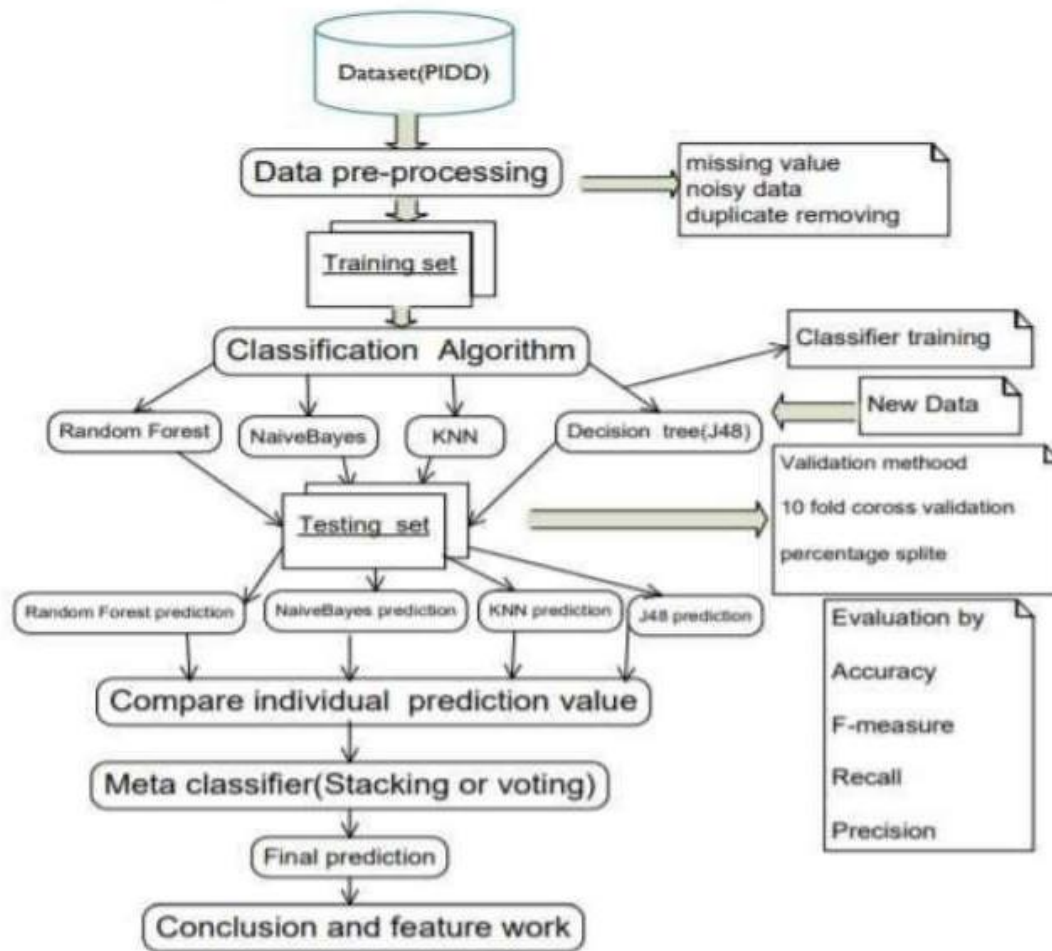 Dataset(PIDD)
Data pre-processing
missing value
noisy data
duplicate removing
Training set
Classification Algorithm
Classifier training
New Data
Random Forest
NaiveBayes
KNN
Decision tree(J48)
Validation methood
10 fold coross validation
percentage splite
Testing set
Random Forest prediction
NaiveBayes prediction
KNN prediction
J48 prediction
Evaluation by
Accuracy
F-measure
Recall
Precision
Compare individual prediction value
Meta classifier(Stacking or voting)
Final prediction
Conclusion and feature work